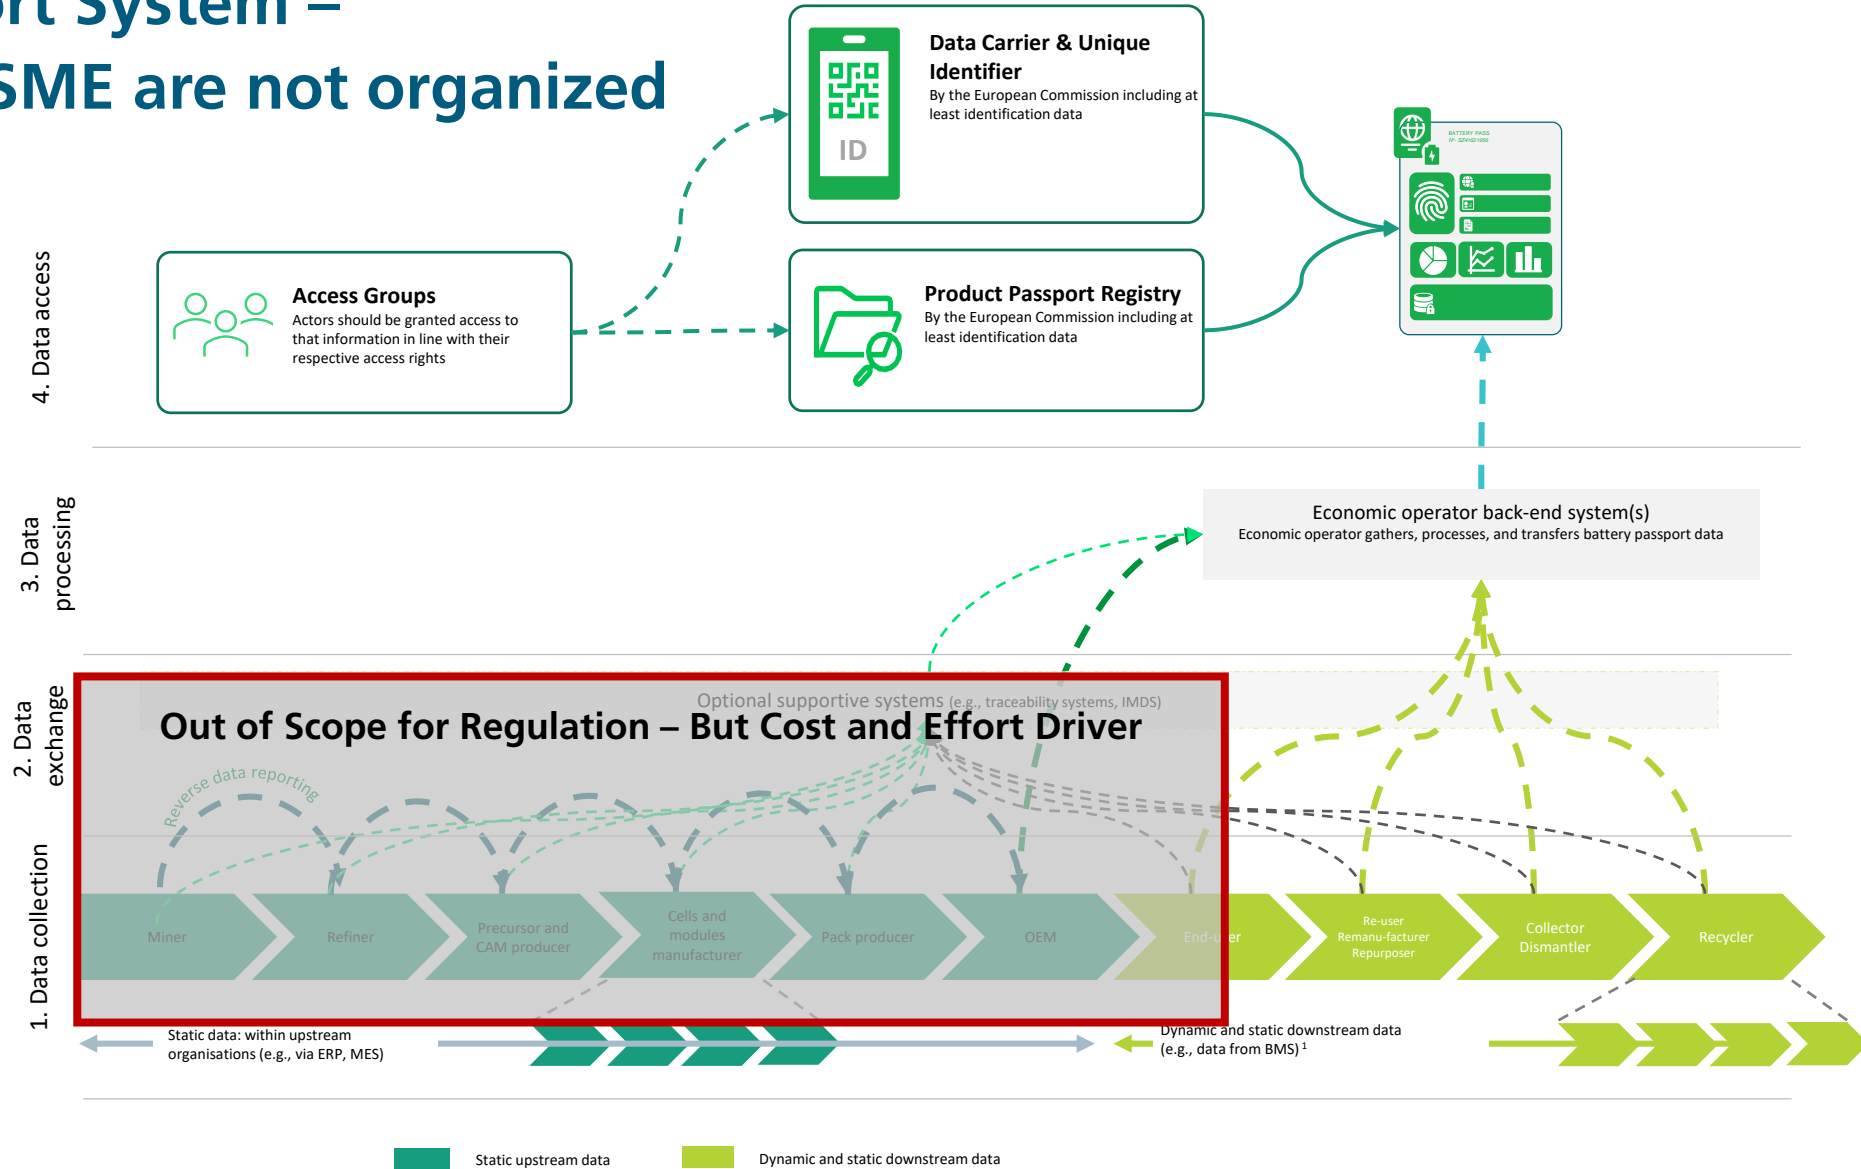 ort System –
SME are not organized
Data Carrier & Unique
Identifier
By the European Commission including at
least identification data
ID
BATTERY PASS
4. Data access
Access Groups
Actors should be granted access to
that information in line with their
respective access rights
Product Passport Registry
By the European Commission including at
least identification data
3. Data
processing
Economic operator back-end system(s)
Economic operator gathers, processes, and transfers battery passport data
2. Data
exchange
Optional supportive systems (e.g., traceability systems, IMDS)
Out of Scope for Regulation – But Cost and Effort Driver
Reverse data reporting
1. Data collection
Miner
Refiner
Precursor and
CAM producer
Cells and
modules
manufacturer
Pack producer
OEM
End-user
Re-user
Remanu-facturer
Repurposer
Collector
Dismantler
Recycler
Static data: within upstream
organisations (e.g., via ERP, MES)
Dynamic and static downstream data
(e.g., data from BMS) 1
Static upstream data
Dynamic and static downstream data